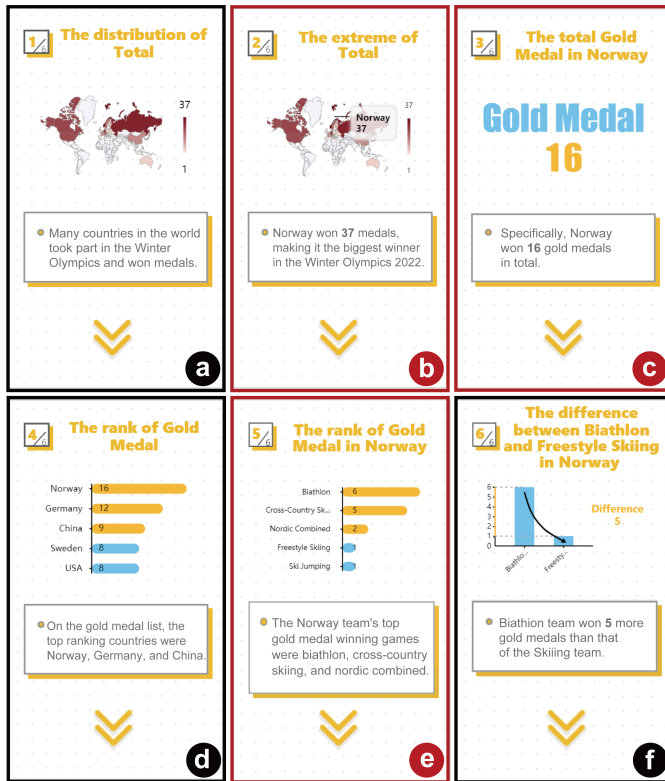 1/6
The distribution of
Total
37
1
Many countries in the world
took part in the Winter
Olympics and won medals.
a
2/6
The extreme of
Total
Norway
37
37
1
Norway won 37 medals,
making it the biggest winner
in the Winter Olympics 2022.
b
3/6
The total Gold
Medal in Norway
Gold Medal
16
Specifically, Norway
won 16 gold medals
in total.
c
4/6
The rank of Gold
Medal
Norway 16
Germany 12
China 9
Sweden 8
USA 8
On the gold medal list, the
top ranking countries were
Norway, Germany, and China.
d
5/6
The rank of Gold
Medal in Norway
Biathlon 6
Cross-Country Sk... 5
Nordic Combined 2
Freestyle Skiing 1
Ski Jumping 1
The Norway team's top
gold medal winning games
were biathlon, cross-country
skiing, and nordic combined.
e
6/6
The difference
between Biathlon
and Freestyle Skiing
in Norway
6
5
4
3
2
1
0
Biathlo...
Freesty...
Difference
5
Biathion team won 5 more
gold medals than that
of the Skiiing team.
f